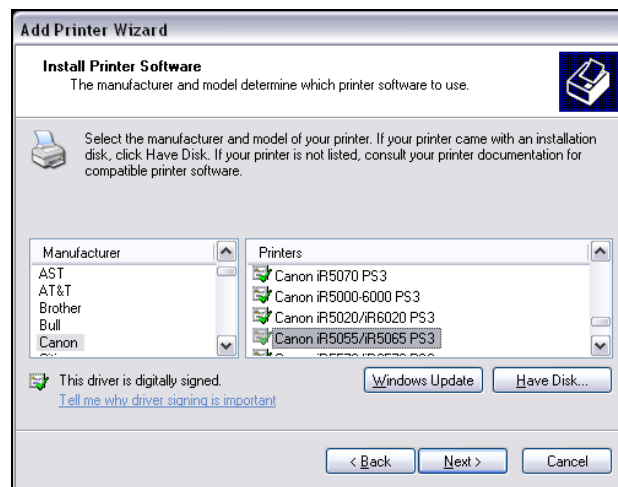 Add Printer Wizard
Install Printer Software
The manufacturer and model determine which printer software to use.
Select the manufacturer and model of your printer. If your printer came with an installation
disk, click Have Disk. If your printer is not listed, consult your printer documentation for
compatible printer software.
Manufacturer
AST
AT&T
Brother
Bull
Canon
Printers
Canon iR5070 PS3
Canon iR5000-6000 PS3
Canon iR5020/iR6020 PS3
Canon iR5055/iR5065 PS3
This driver is digitally signed.
Tell me why driver signing is important
Windows Update
Have Disk...
< Back
Next >
Cancel